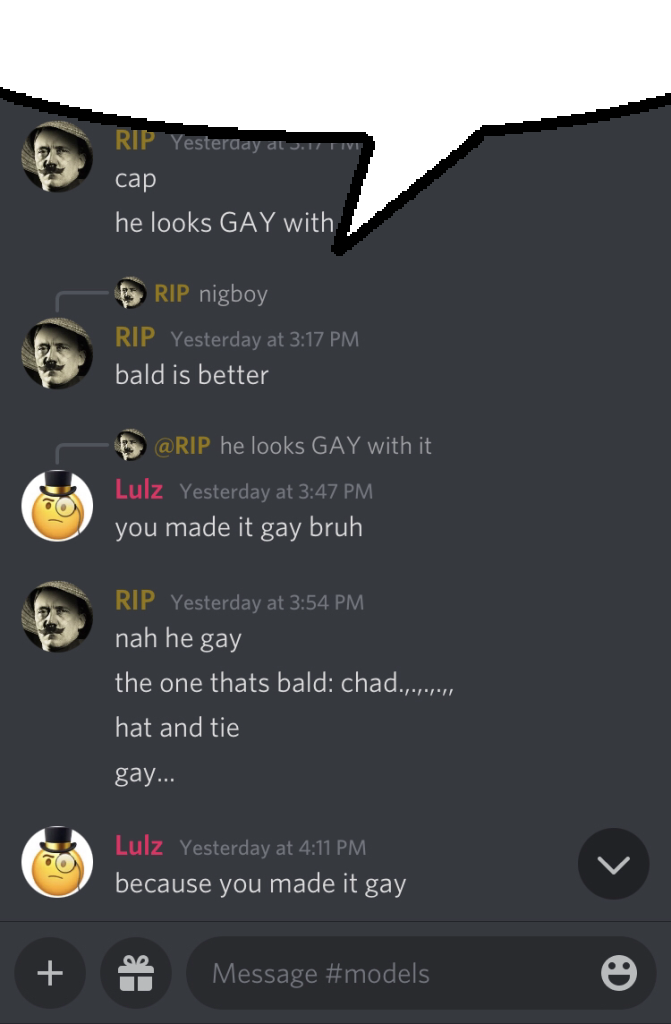 RIP Yesterday at 3:17 PM
cap
he looks GAY with
RIP nigboy
RIP Yesterday at 3:17 PM
bald is better
@RIP he looks GAY with it
Lulz Yesterday at 3:47 PM
you made it gay bruh
RIP Yesterday at 3:54 PM
nah he gay
the one thats bald: chad.,.,.,.,,
hat and tie
gay...
Lulz Yesterday at 4:11 PM
because you made it gay
Message #models